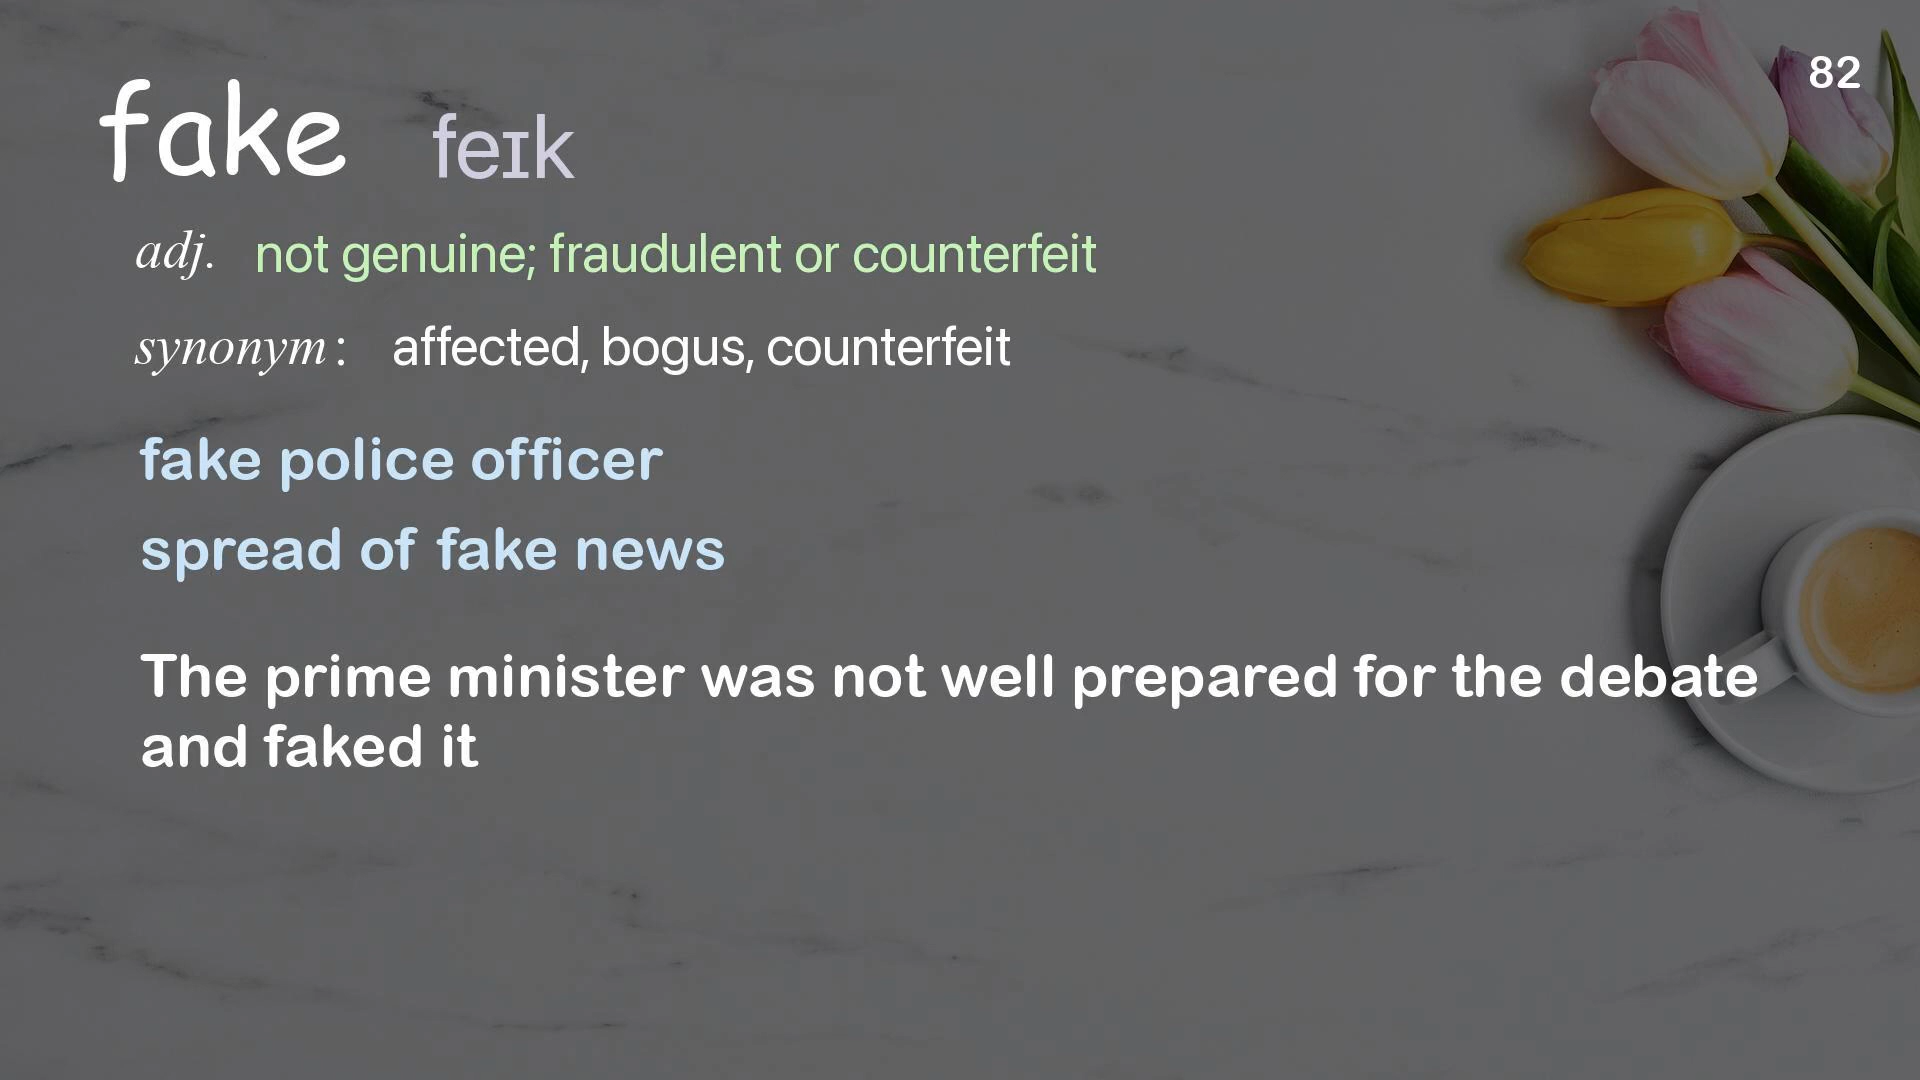 82
fake feɪk
adj. not genuine; fraudulent or counterfeit
synonym: affected, bogus, counterfeit
fake police officer
spread of fake news
The prime minister was not well prepared for the debate
and faked it